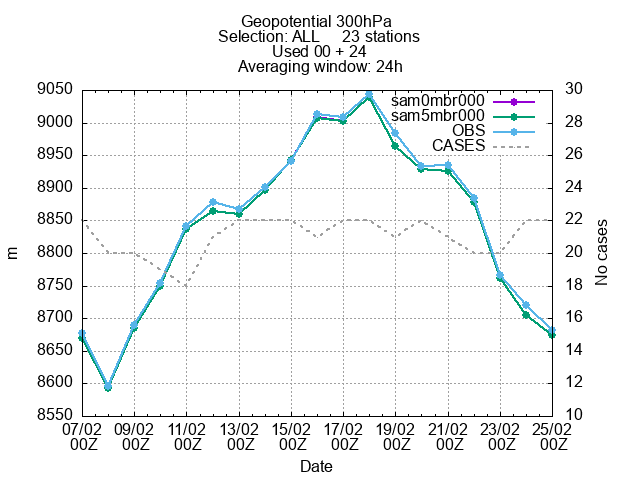 Geopotential 300hPa
Selection: ALL 23 stations
Used 00 + 24
Averaging window: 24h
9050 30
sam0mbr000
9000 28
sam5mbr000
OBS
CASES
8950 26
8900 24
8850 22
8800 20
8750 18
8700 16
8650 14
8600 12
8550 10
m
No cases
07/02 09/02 11/02 13/02 15/02 17/02 19/02 21/02 23/02 25/02
00Z 00Z 00Z 00Z 00Z 00Z 00Z 00Z 00Z 00Z
Date